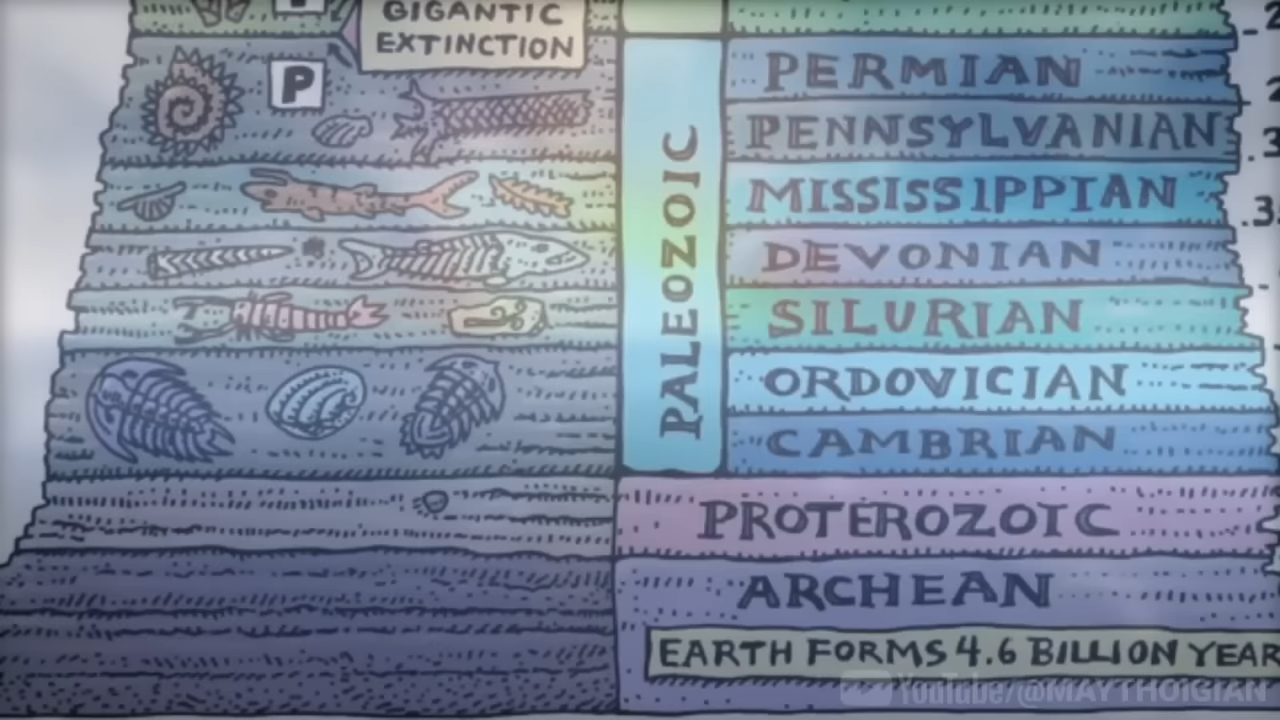 GIGANTIC
EXTINCTION
P
PERMIAN
PENNSYLVANIAN
MISSISSIPPIAN
DEVONIAN
SILURIAN
ORDOVICIAN
CAMBRIAN
PALEOZOIC
PROTEROZOIC
ARCHEAN
EARTH FORMS 4.6 BILLION YEAR
YouTube/@MAYTHOIGIAN